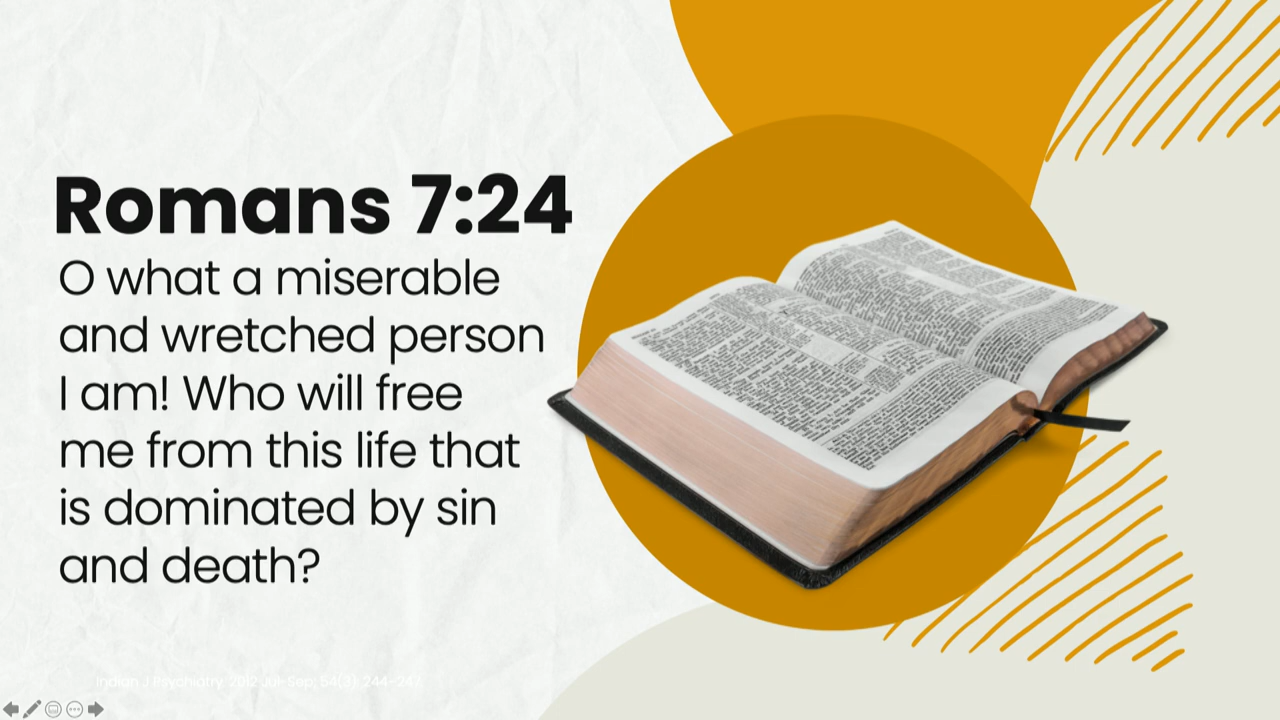 Romans 7:24
O what a miserable
and wretched person
I am! Who will free
me from this life that
is dominated by sin
and death?
Indian J Psychiatry. 2012 Jul-Sep; 54(3): 244–247.